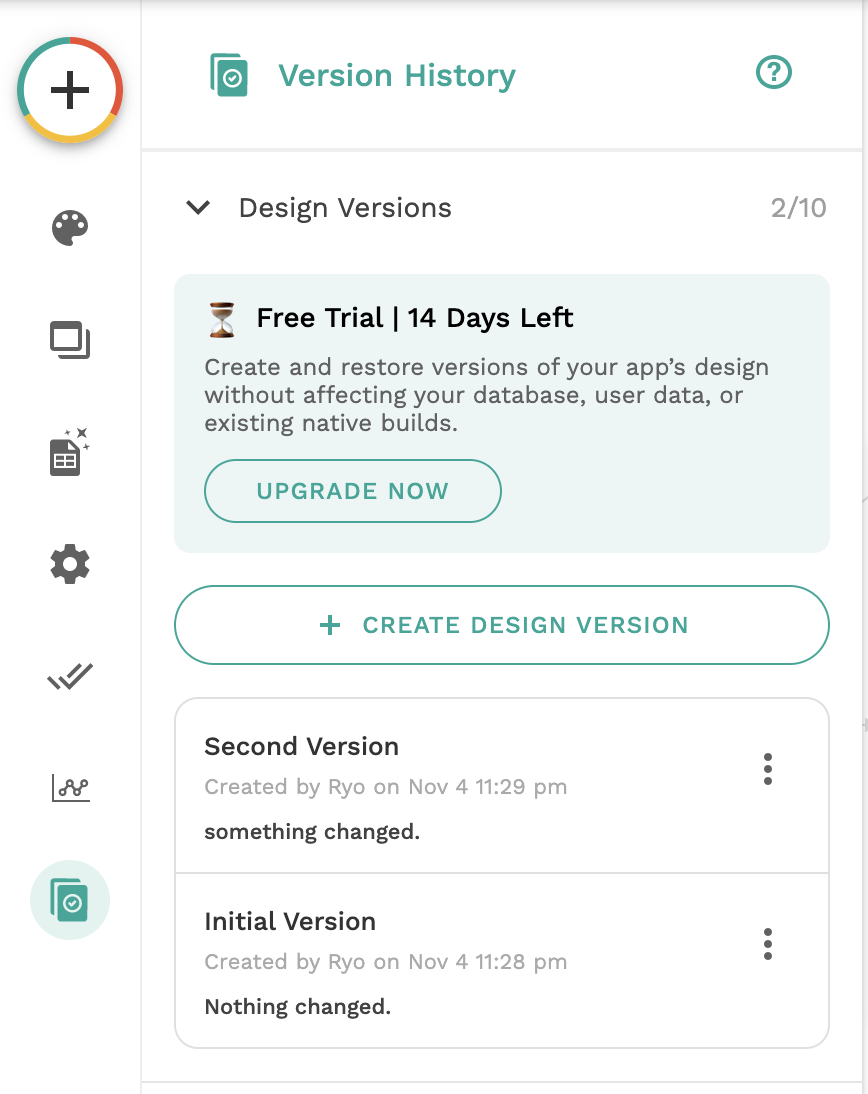 Version History
Design Versions 2/10
Free Trial | 14 Days Left
Create and restore versions of your app’s design
without affecting your database, user data, or
existing native builds.
UPGRADE NOW
+ CREATE DESIGN VERSION
Second Version
Created by Ryo on Nov 4 11:29 pm
something changed.
Initial Version
Created by Ryo on Nov 4 11:28 pm
Nothing changed.